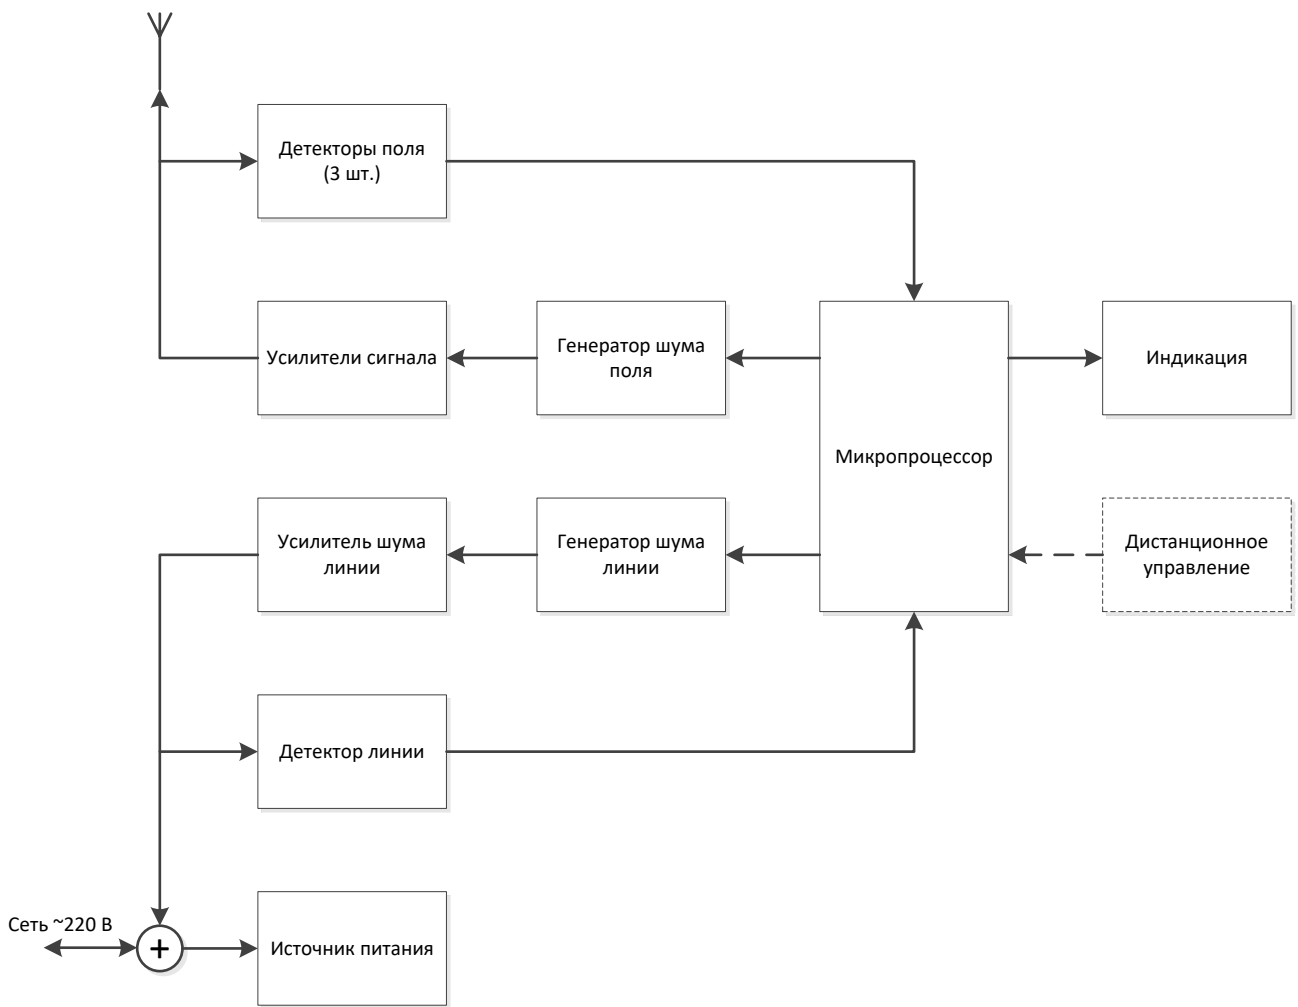 Детекторы поля
(3 шт.)
Усилители сигнала
Генератор шума
поля
Индикация
Микропроцессор
Усилитель шума
линии
Генератор шума
линии
Дистанционное
управление
Детектор линии
Сеть ~220 В
+
Источник питания